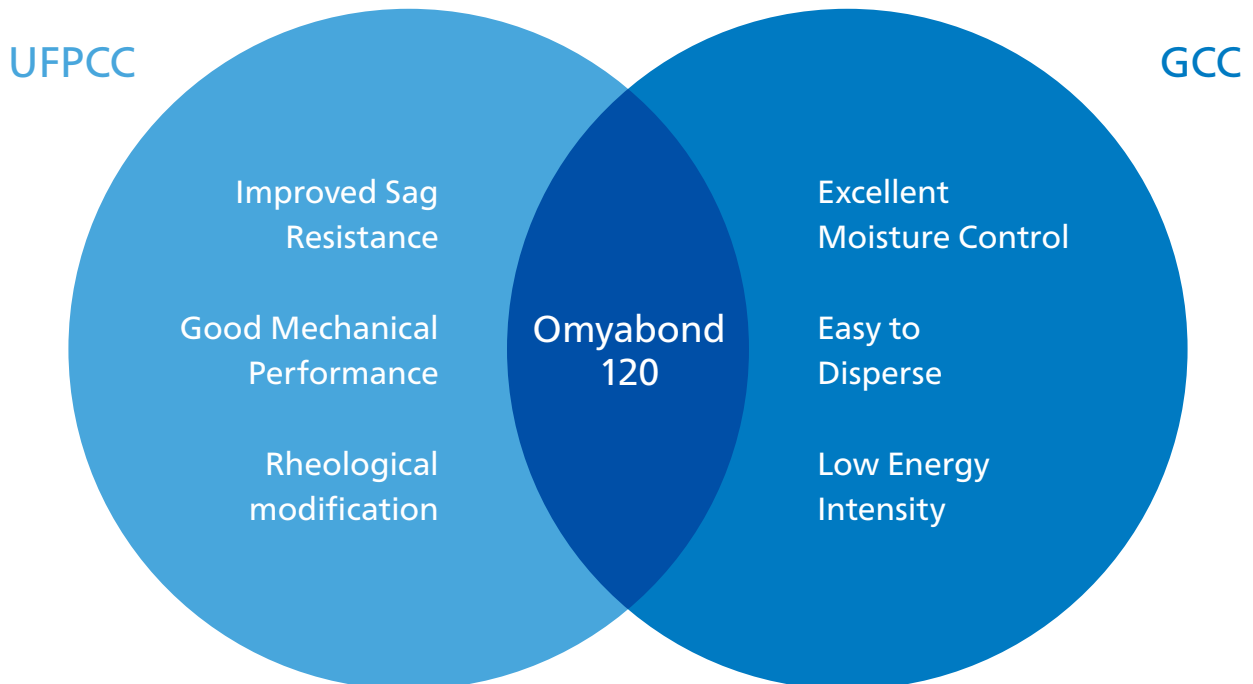 UFPCC
GCC
Improved Sag
Resistance
Good Mechanical
Performance
Rheological
modification
Omyabond
120
Excellent
Moisture Control
Easy to
Disperse
Low Energy
Intensity